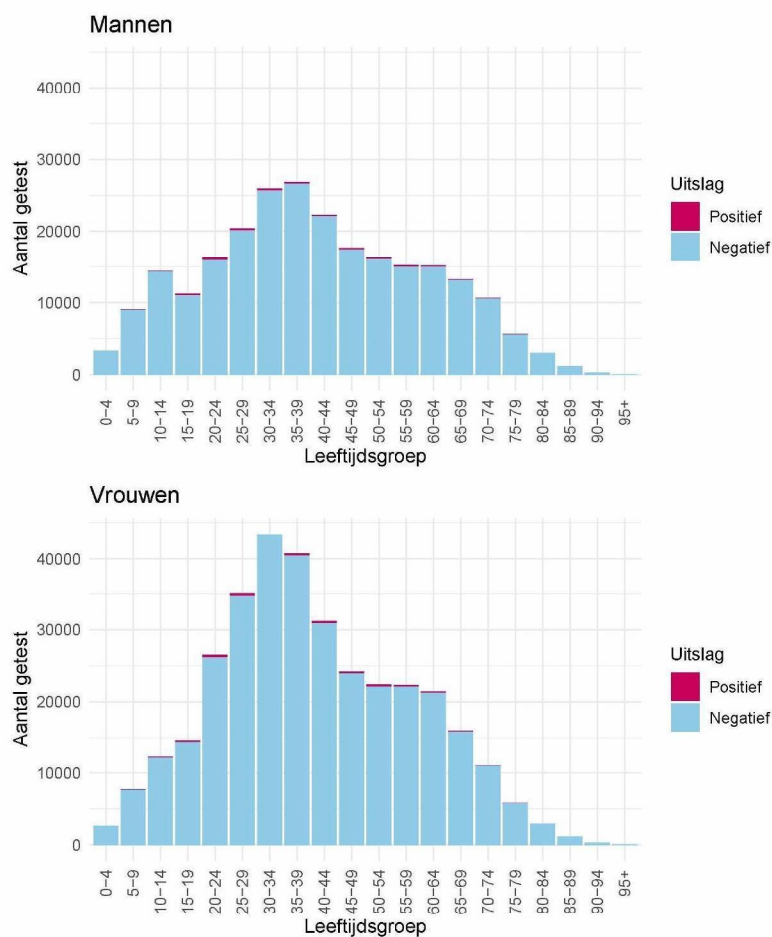 Mannen
40000
30000
20000
10000
0
Aantal getest
0-4 5-9 10-14 15-19 20-24 25-29 30-34 35-39 40-44 45-49 50-54 55-59 60-64 65-69 70-74 75-79 80-84 85-89 90-94 95+
Leeftijdsgroep
Uitslag
Positief
Negatief
Vrouwen
40000
30000
20000
10000
0
Aantal getest
0-4 5-9 10-14 15-19 20-24 25-29 30-34 35-39 40-44 45-49 50-54 55-59 60-64 65-69 70-74 75-79 80-84 85-89 90-94 95+
Leeftijdsgroep
Uitslag
Positief
Negatief